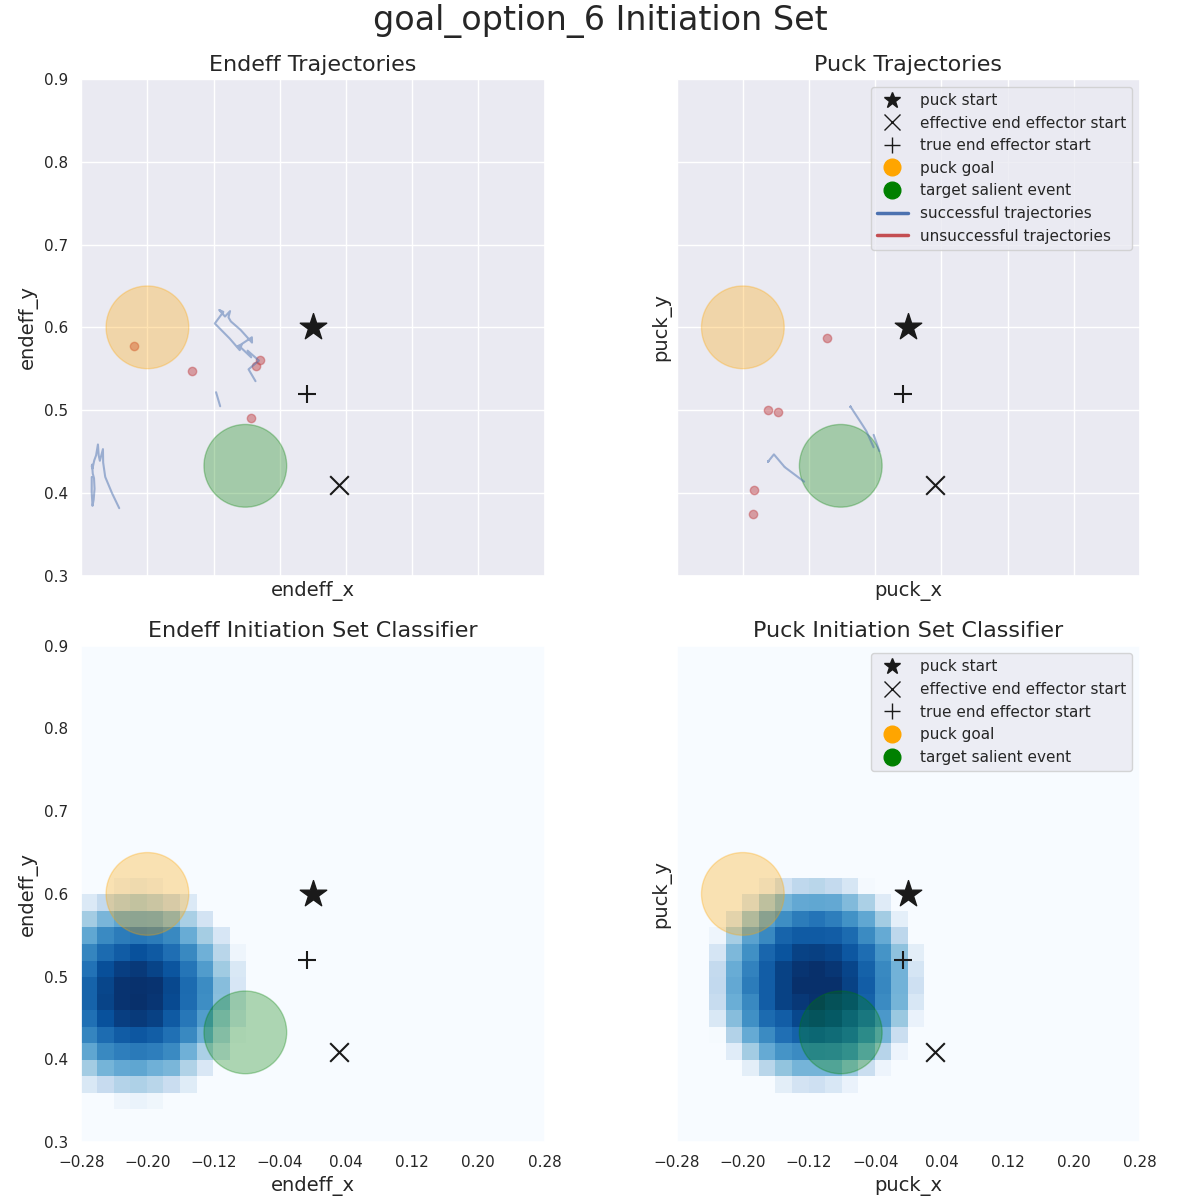 goal_option_6 Initiation Set
Endeff Trajectories
0.9
0.8
0.7
0.6
0.5
0.4
0.3
endeff_y
endeff_x
Puck Trajectories
puck start
effective end effector start
true end effector start
puck goal
target salient event
successful trajectories
unsuccessful trajectories
puck_y
puck_x
Endeff Initiation Set Classifier
0.9
0.8
0.7
0.6
0.5
0.4
0.3
endeff_y
−0.28 −0.20 −0.12 −0.04 0.04 0.12 0.20 0.28
endeff_x
Puck Initiation Set Classifier
puck start
effective end effector start
true end effector start
puck goal
target salient event
puck_y
−0.28 −0.20 −0.12 −0.04 0.04 0.12 0.20 0.28
puck_x